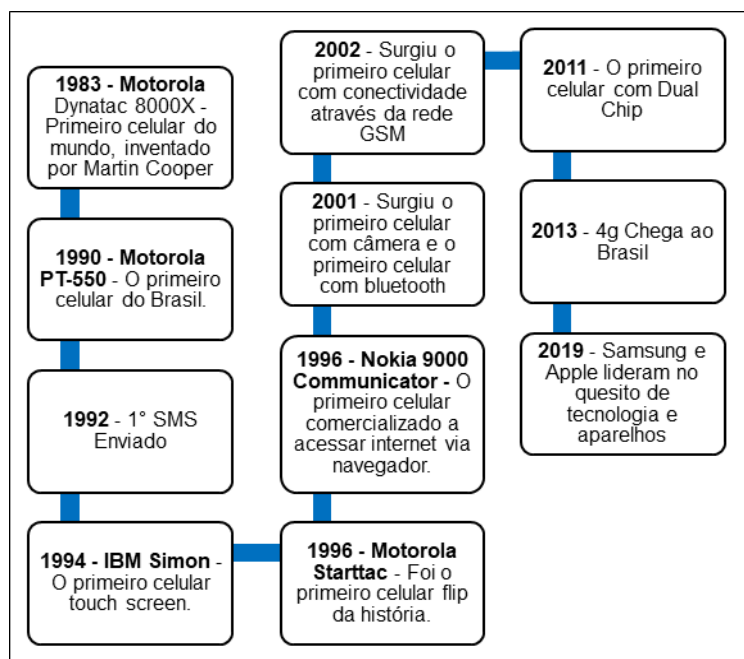 1983 - Motorola
Dynatac 8000X -
Primeiro celular do
mundo, inventado
por Martin Cooper
1990 - Motorola
PT-550 - O primeiro
celular do Brasil.
1992 - 1° SMS
Enviado
1994 - IBM Simon -
O primeiro celular
touch screen.
1996 - Motorola
Starttac - Foi o
primeiro celular flip
da história.
1996 - Nokia 9000
Communicator - O
primeiro celular
comercializado a
acessar internet via
navegador.
2001 - Surgiu o
primeiro celular
com câmera e o
primeiro celular
com bluetooth
2002 - Surgiu o
primeiro celular
com conectividade
através da rede
GSM
2011 - O primeiro
celular com Dual
Chip
2013 - 4g Chega ao
Brasil
2019 - Samsung e
Apple lideram no
quesito de
tecnologia e
aparelhos